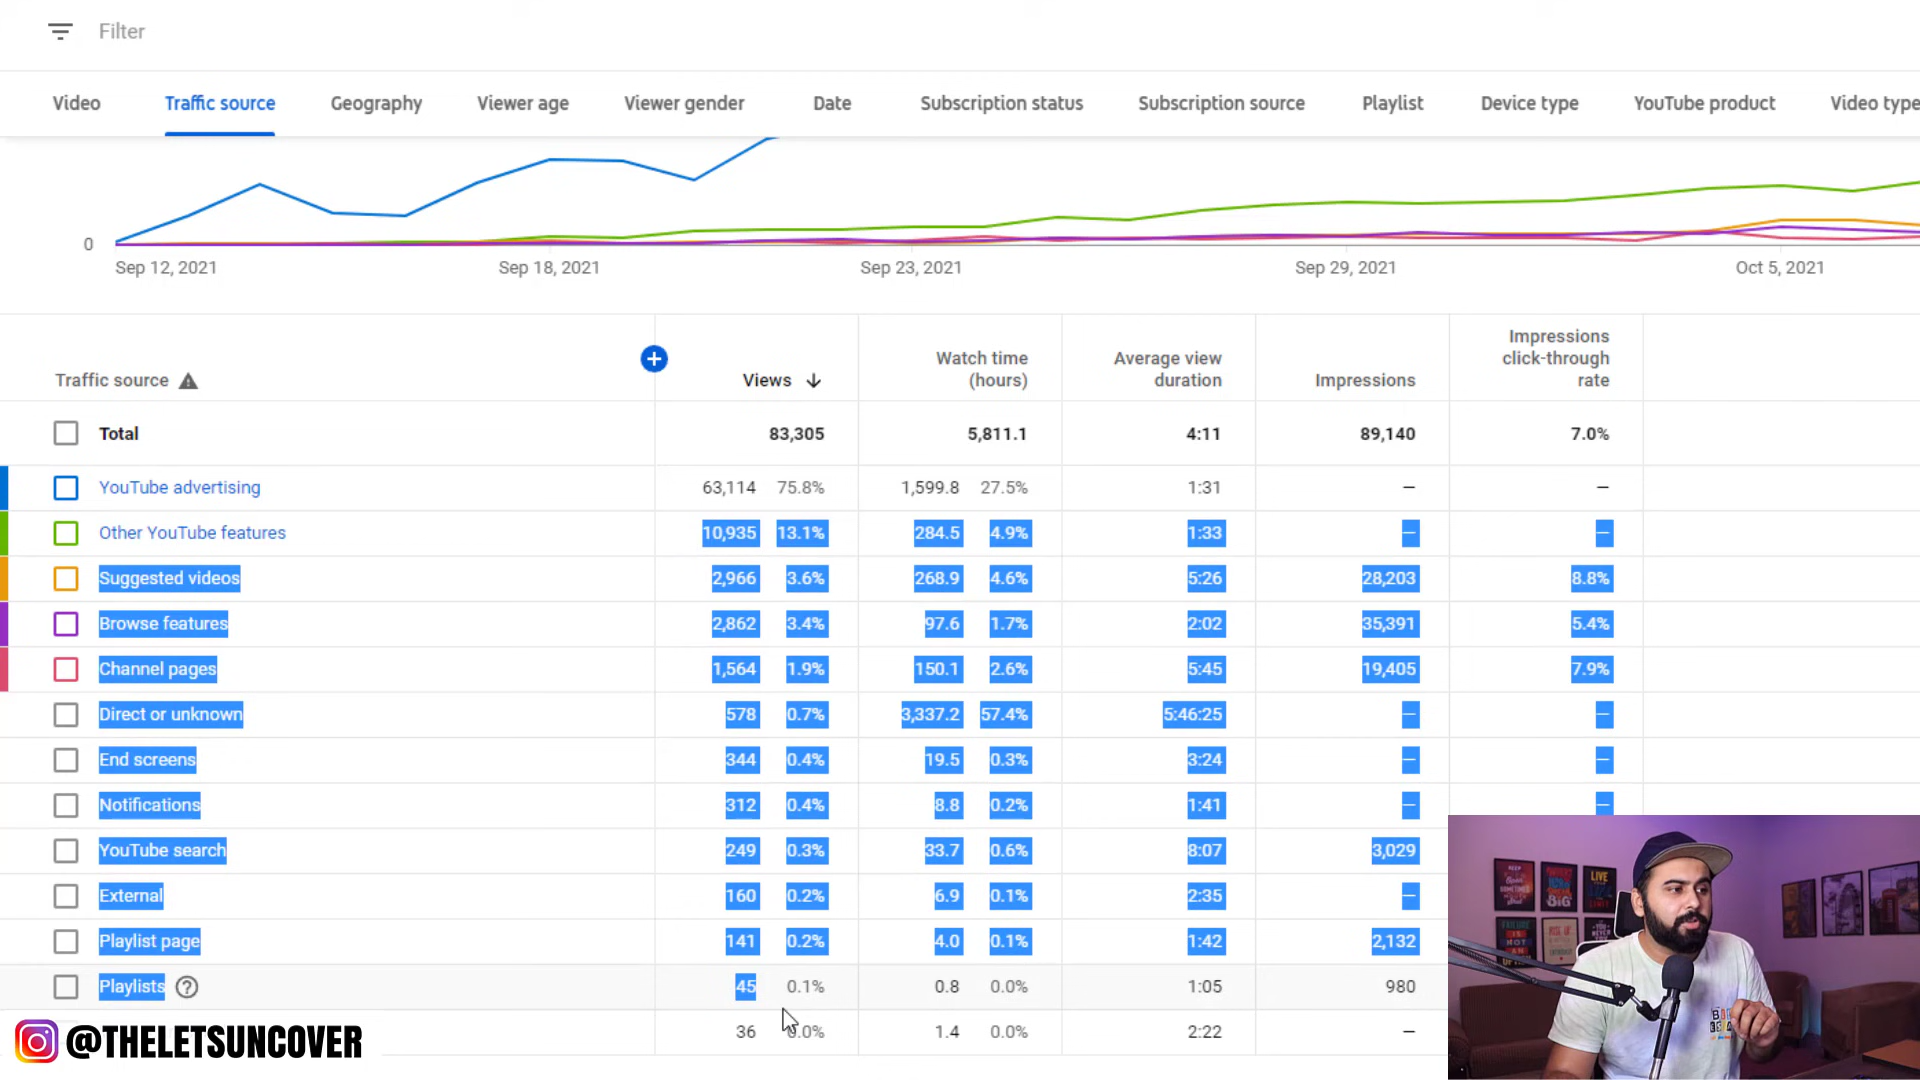 Filter
Video Traffic source Geography Viewer age Viewer gender Date Subscription status Subscription source Playlist Device type YouTube product Video type
0
Sep 12, 2021 Sep 18, 2021 Sep 23, 2021 Sep 29, 2021 Oct 5, 2021
Traffic source Views Watch time (hours) Average view duration Impressions Impressions click-through rate
Total 83,305 5,811.1 4:11 89,140 7.0%
YouTube advertising 63,114 75.8% 1,599.8 27.5% 1:31 — —
Other YouTube features 10,935 13.1% 284.5 4.9% 1:33 — —
Suggested videos 2,966 3.6% 268.9 4.6% 5:26 28,203 8.8%
Browse features 2,862 3.4% 97.6 1.7% 2:02 35,391 5.4%
Channel pages 1,564 1.9% 150.1 2.6% 5:45 19,405 7.9%
Direct or unknown 578 0.7% 3,337.2 57.4% 5:46:25 — —
End screens 344 0.4% 19.5 0.3% 3:24 — —
Notifications 312 0.4% 8.8 0.2% 1:41 — —
YouTube search 249 0.3% 33.7 0.6% 8:07 3,029
External 160 0.2% 6.9 0.1% 2:35 —
Playlist page 141 0.2% 4.0 0.1% 1:42 2,132
Playlists 45 0.1% 0.8 0.0% 1:05 980
36 0.0% 1.4 0.0% 2:22 —
@THELETSUNCOVER